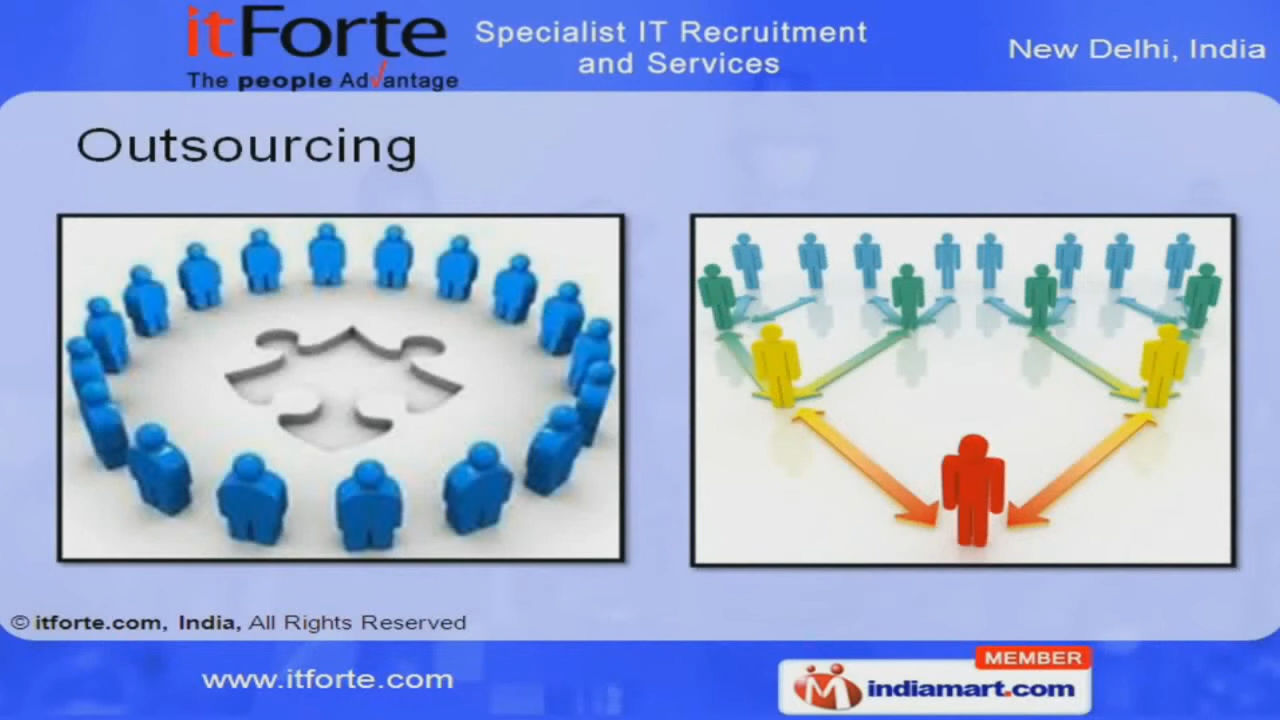 itForte
The people Advantage
Specialist IT Recruitment
and Services
New Delhi, India
Outsourcing
© itforte.com, India, All Rights Reserved
www.itforte.com
MEMBER
indiamart.com